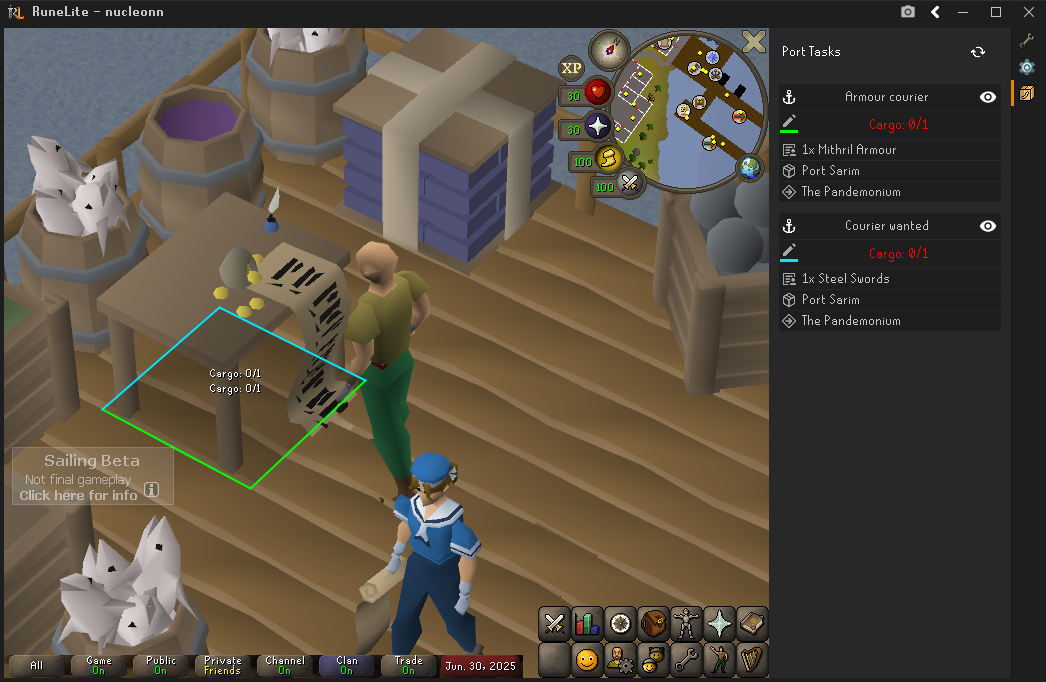 RuneLite - nucleonn
XP
30
30
100
100
Cargo: 0/1
Cargo: 0/1
Sailing Beta
Not final gameplay
Click here for info
All
Game
On
Public
On
Private
Friends
Channel
On
Clan
On
Trade
On
Jun. 30, 2025
Port Tasks
Armour courier
Cargo: 0/1
1x Mithril Armour
Port Sarim
The Pandemonium
Courier wanted
Cargo: 0/1
1x Steel Swords
Port Sarim
The Pandemonium